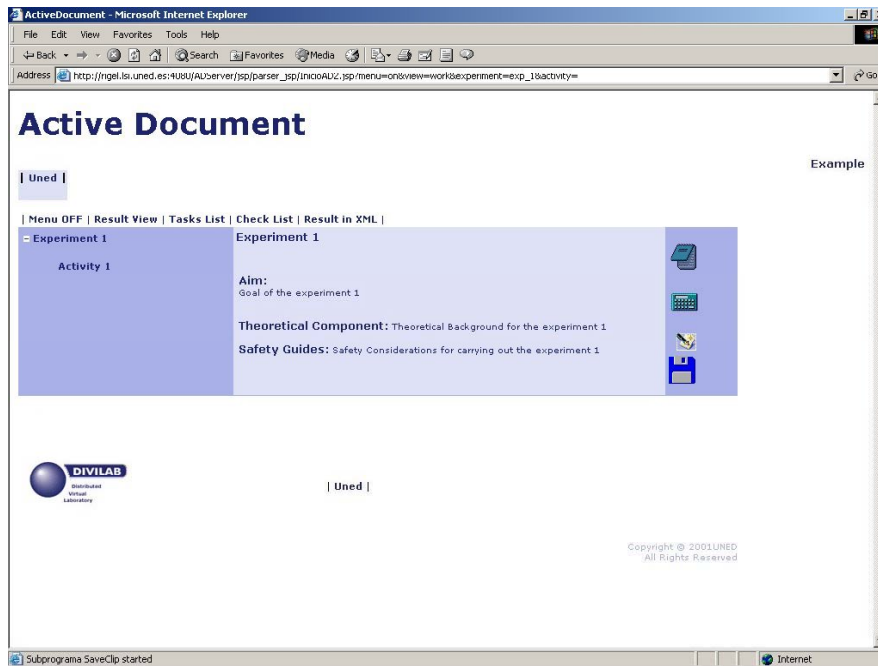 ActiveDocument - Microsoft Internet Explorer
File Edit View Favorites Tools Help
Back Search Favorites Media
Address http://rigel.lsi.uned.es:4080/ADServer/jsp/parser_jsp/InicioAD2.jsp?menu=on&view=work&experiment=exp_1&activity= Go
Active Document
Example
| Uned |
| Menu OFF | Result View | Tasks List | Check List | Result in XML |
Experiment 1
Activity 1
Experiment 1
Aim:
Goal of the experiment 1
Theoretical Component: Theoretical Background for the experiment 1
Safety Guides: Safety Considerations for carrying out the experiment 1
DIVILAB
Distributed
Virtual
Laboratory
| Uned |
Copyright © 2001UNED
All Rights Reserved
Subprograma SaveClip started
Internet